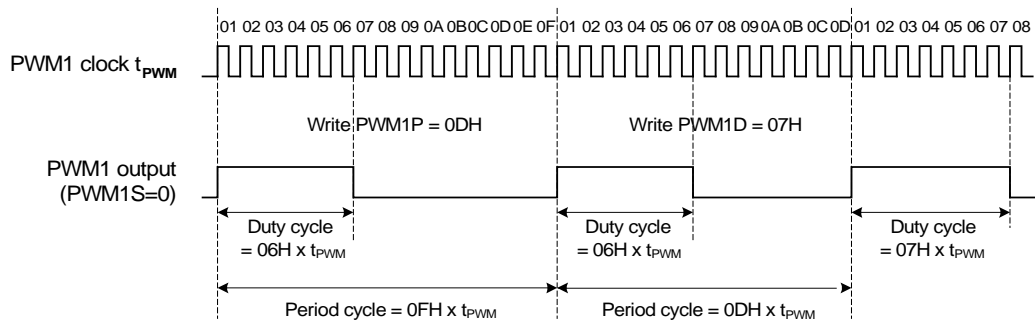 01 02 03 04 05 06 07 08 09 0A 0B 0C 0D 0E 0F 01 02 03 04 05 06 07 08 09 0A 0B 0C 0D 01 02 03 04 05 06 07 08
PWM1 clock tPWM
Write PWM1P = 0DH
Write PWM1D = 07H
PWM1 output
(PWM1S=0)
Duty cycle
= 06H x tPWM
Duty cycle
= 06H x tPWM
Duty cycle
= 07H x tPWM
Period cycle = 0FH x tPWM
Period cycle = 0DH x tPWM